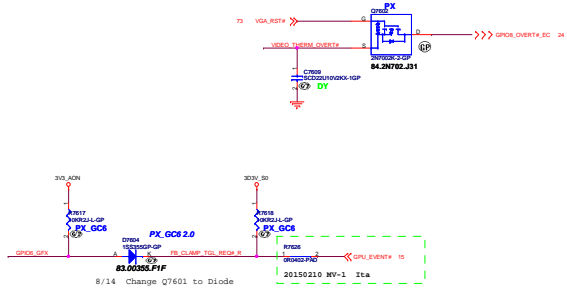 PX
Q7602
73 VGA_RST# G
D GPIO8_OVERT#_EC 24
VIDEO_THERM_OVERT# S
2N7002K-2-GP
84.2N702.J31
C7609
SCD22U10V2KX-1GP
DY
3V3_AON
3D3V_S0
R7617
10KR2J-L-GP
PX_GC6
R7618
10KR2J-L-GP
PX_GC6
PX_GC6 2.0
D7604
1SS355GP-GP
GPIO6_GFX A K FB_CLAMP_TGL_REQ#_R
83.00355.F1F
R7626
1 2 GPU_EVENT# 15
0R0402-PAD
20150210 MV-1 Ita
8/14 Change Q7601 to Diode